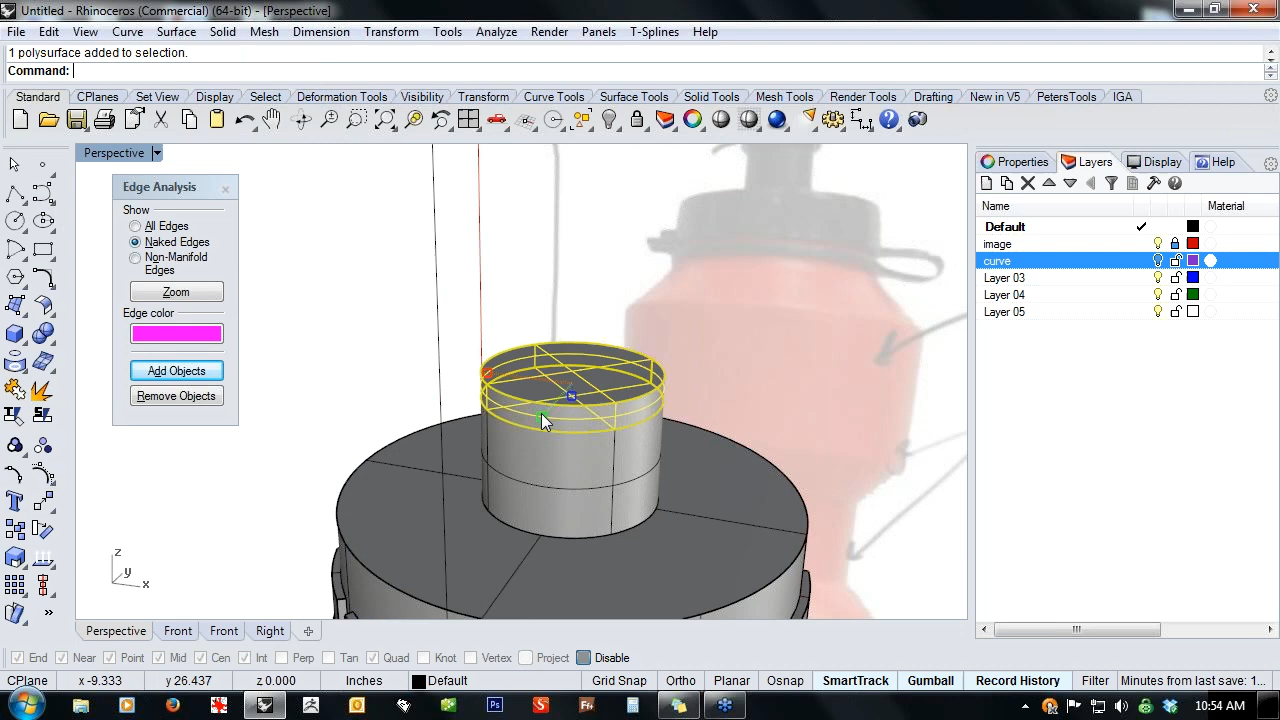 Untitled - Rhinoceros (Commercial) (64-bit) - [Perspective]
File Edit View Curve Surface Solid Mesh Dimension Transform Tools Analyze Render Panels T-Splines Help
1 polysurface added to selection.
Command:
Standard CPlanes Set View Display Select Deformation Tools Visibility Transform Curve Tools Surface Tools Solid Tools Mesh Tools Render Tools Drafting New in V5 PetersTools IGA
Perspective
Properties Layers Display Help
Edge Analysis
Show
All Edges
Naked Edges
Non-Manifold
Edges
Zoom
Edge color
Add Objects
Remove Objects
Name Material
Default
image
curve
Layer 03
Layer 04
Layer 05
z
y
x
Perspective Front Front Right
End Near Point Mid Cen Int Perp Tan Quad Knot Vertex Project Disable
CPlane x -9.333 y 26.437 z 0.000 Inches Default Grid Snap Ortho Planar Osnap SmartTrack Gumball Record History Filter Minutes from last save: 1...
10:54 AM